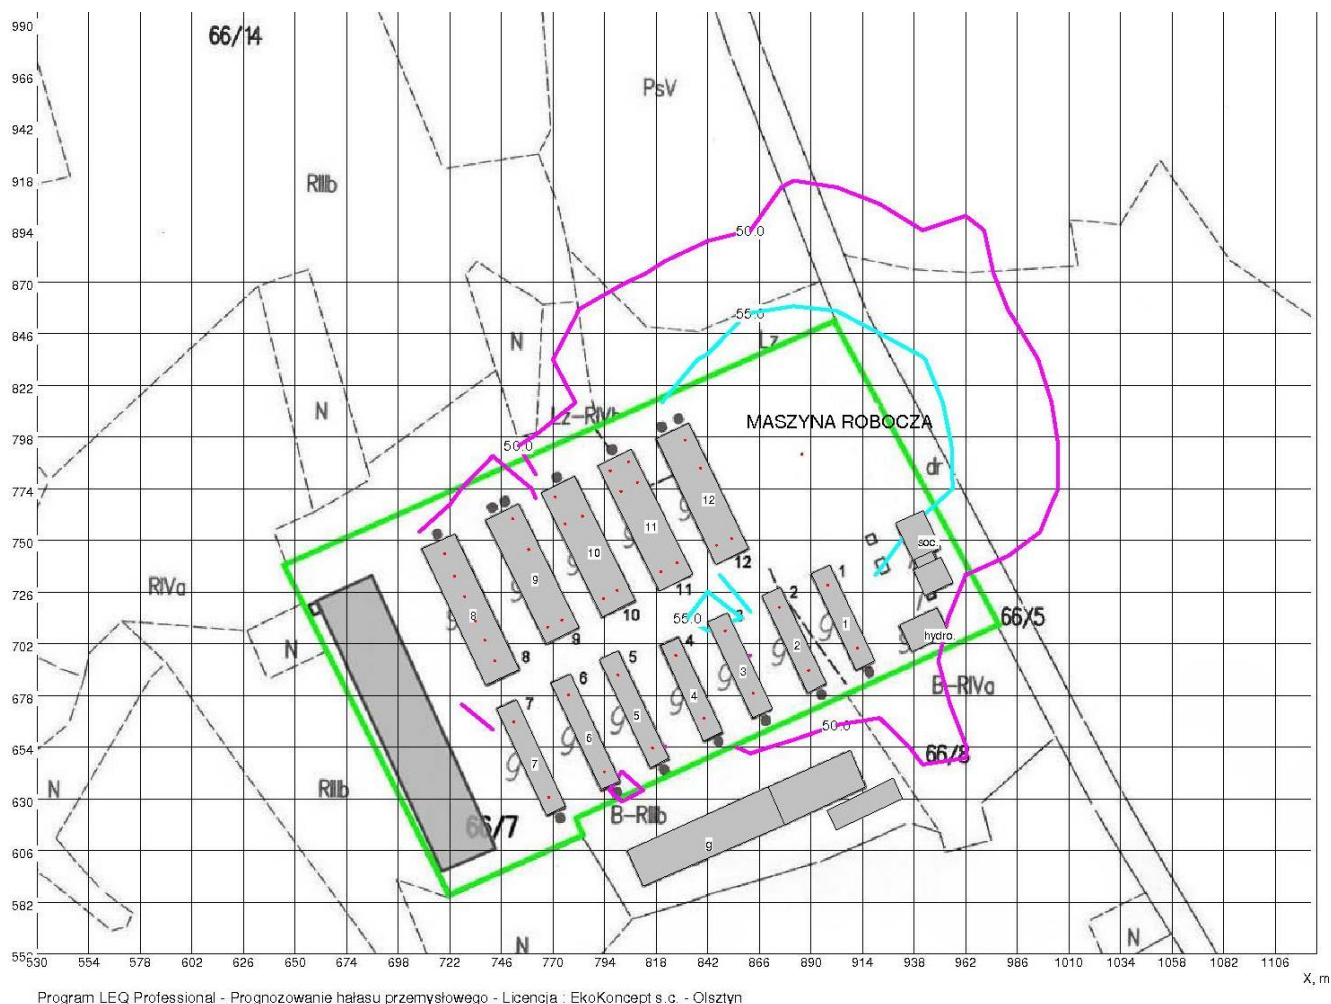 990
66/14
966
PsV
942
918
RIIIb
894
50.0
870
55.0
846
N
Lz
822
N
Lz-RIVb
MASZYNA ROBOCZA
798
50.0
dr
774
12
11
750
10
soc.
9
12
726
RIVa
8
11
10
2
1
55.0
3
66/5
702
N
9
4
1
hydro.
8
5
2
678
6
3
B-RIVa
7
4
5
50.0
654
6
66/8
7
N
RIIIb
630
B-RIIIb
66/7
606
g
582
N
N
552
530 554 578 602 626 650 674 698 722 746 770 794 818 842 866 890 914 938 962 986 1010 1034 1058 1082 1106
X, m
Program LEQ Professional - Prognozowanie hałasu przemysłowego - Licencja : EkoKoncept s.c. - Olsztyn